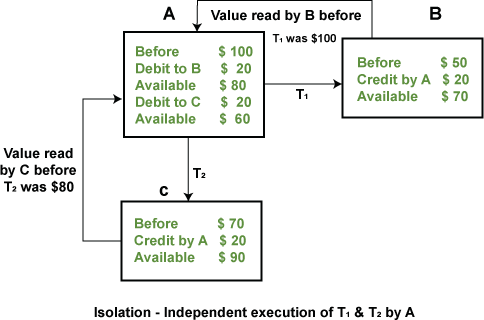 A
Value read by B before
T₁ was $100
B
Before $ 100
Debit to B $ 20
Available $ 80
Debit to C $ 20
Available $ 60
T₁
Before $ 50
Credit by A $ 20
Available $ 70
Value read
by C before
T₂ was $80
T₂
c
Before $ 70
Credit by A $ 20
Available $ 90
Isolation - Independent execution of T₁ & T₂ by A